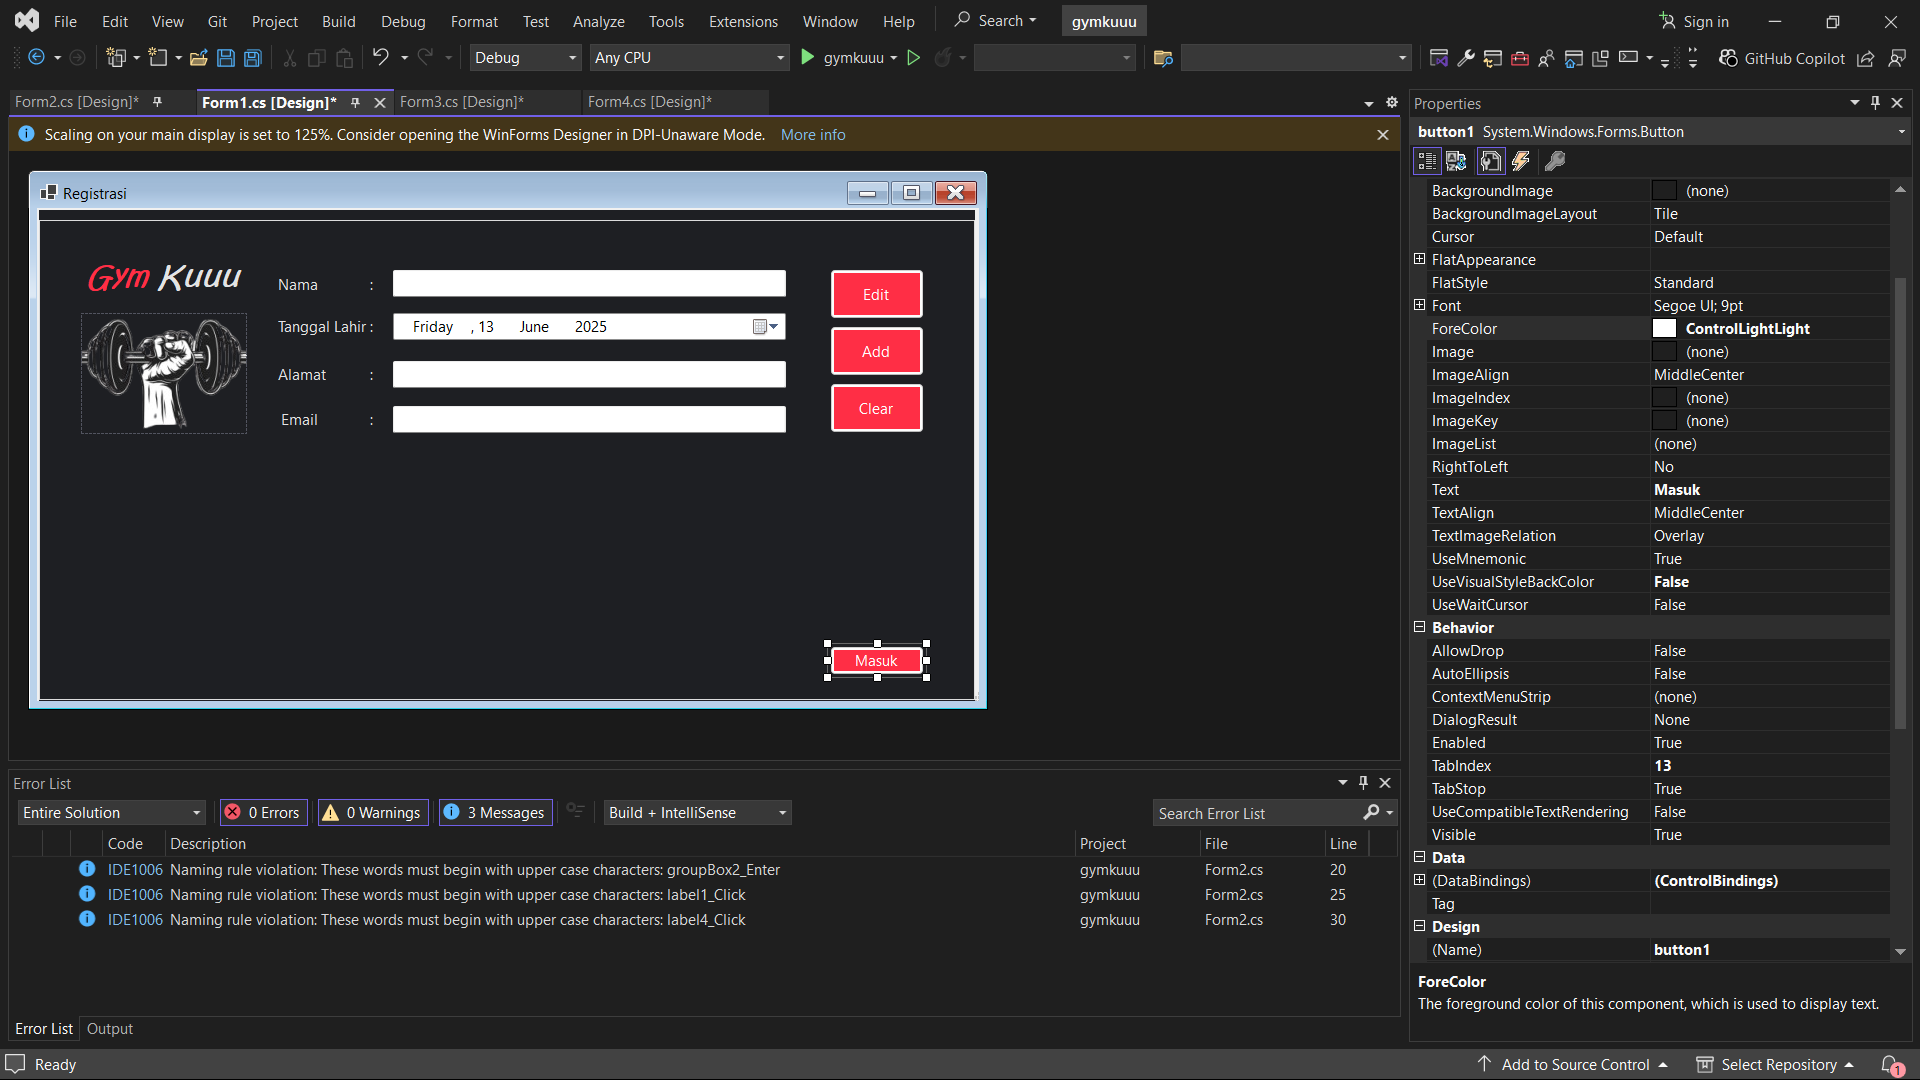 File Edit View Git Project Build Debug Format Test Analyze Tools Extensions Window Help Search gymkuuu Sign in
Debug Any CPU gymkuuu GitHub Copilot
Form2.cs [Design]* Form1.cs [Design]* Form3.cs [Design]* Form4.cs [Design]*
Scaling on your main display is set to 125%. Consider opening the WinForms Designer in DPI-Unaware Mode. More info
Registrasi
Gym Kuuu
Nama :
Tanggal Lahir : Friday , 13 June 2025
Alamat :
Email :
Edit
Add
Clear
Masuk
Error List
Entire Solution 0 Errors 0 Warnings 3 Messages Build + IntelliSense Search Error List
Code Description Project File Line
IDE1006 Naming rule violation: These words must begin with upper case characters: groupBox2_Enter gymkuuu Form2.cs 20
IDE1006 Naming rule violation: These words must begin with upper case characters: label1_Click gymkuuu Form2.cs 25
IDE1006 Naming rule violation: These words must begin with upper case characters: label4_Click gymkuuu Form2.cs 30
Error List Output
Properties
button1 System.Windows.Forms.Button
BackgroundImage (none)
BackgroundImageLayout Tile
Cursor Default
FlatAppearance
FlatStyle Standard
Font Segoe UI; 9pt
ForeColor ControlLightLight
Image (none)
ImageAlign MiddleCenter
ImageIndex (none)
ImageKey (none)
ImageList (none)
RightToLeft No
Text Masuk
TextAlign MiddleCenter
TextImageRelation Overlay
UseMnemonic True
UseVisualStyleBackColor False
UseWaitCursor False
Behavior
AllowDrop False
AutoEllipsis False
ContextMenuStrip (none)
DialogResult None
Enabled True
TabIndex 13
TabStop True
UseCompatibleTextRendering False
Visible True
Data
(DataBindings) (ControlBindings)
Tag
Design
(Name) button1
ForeColor
The foreground color of this component, which is used to display text.
Ready Add to Source Control Select Repository 1